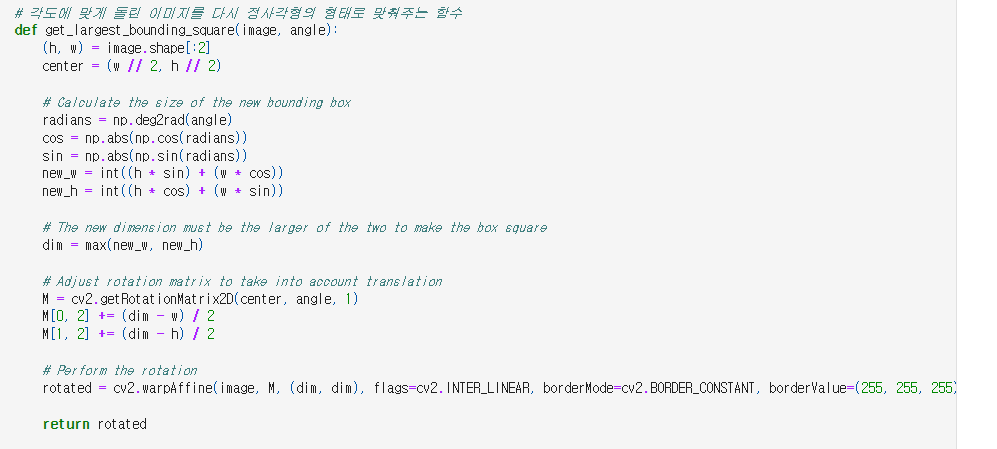 # 각도에 맞게 돌린 이미지를 다시 정사각형의 형태로 맞춰주는 함수
def get_largest_bounding_square(image, angle):
    (h, w) = image.shape[:2]
    center = (w // 2, h // 2)

    # Calculate the size of the new bounding box
    radians = np.deg2rad(angle)
    cos = np.abs(np.cos(radians))
    sin = np.abs(np.sin(radians))
    new_w = int((h * sin) + (w * cos))
    new_h = int((h * cos) + (w * sin))

    # The new dimension must be the larger of the two to make the box square
    dim = max(new_w, new_h)

    # Adjust rotation matrix to take into account translation
    M = cv2.getRotationMatrix2D(center, angle, 1)
    M[0, 2] += (dim - w) / 2
    M[1, 2] += (dim - h) / 2

    # Perform the rotation
    rotated = cv2.warpAffine(image, M, (dim, dim), flags=cv2.INTER_LINEAR, borderMode=cv2.BORDER_CONSTANT, borderValue=(255, 255, 255)

    return rotated